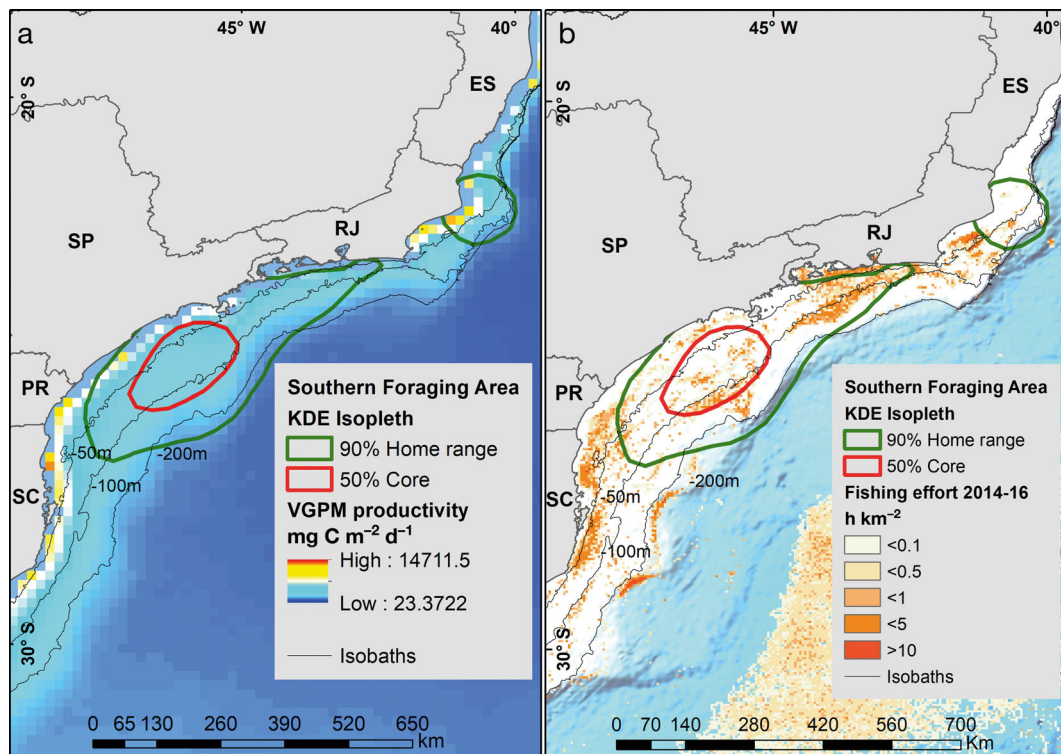 a
45° W
40° W
20° S
30° S
ES
RJ
SP
PR
SC
-50m
-100m
-200m
Southern Foraging Area
KDE Isopleth
90% Home range
50% Core
VGPM productivity
mg C m⁻² d⁻¹
High : 14711.5
Low : 23.3722
Isobaths
0 65 130 260 390 520 650
km
b
45° W
40° W
20° S
30° S
ES
RJ
SP
PR
SC
-50m
-100m
-200m
Southern Foraging Area
KDE Isopleth
90% Home range
50% Core
Fishing effort 2014-16
h km⁻²
<0.1
<0.5
<1
<5
>10
Isobaths
0 70 140 280 420 560 700
Km